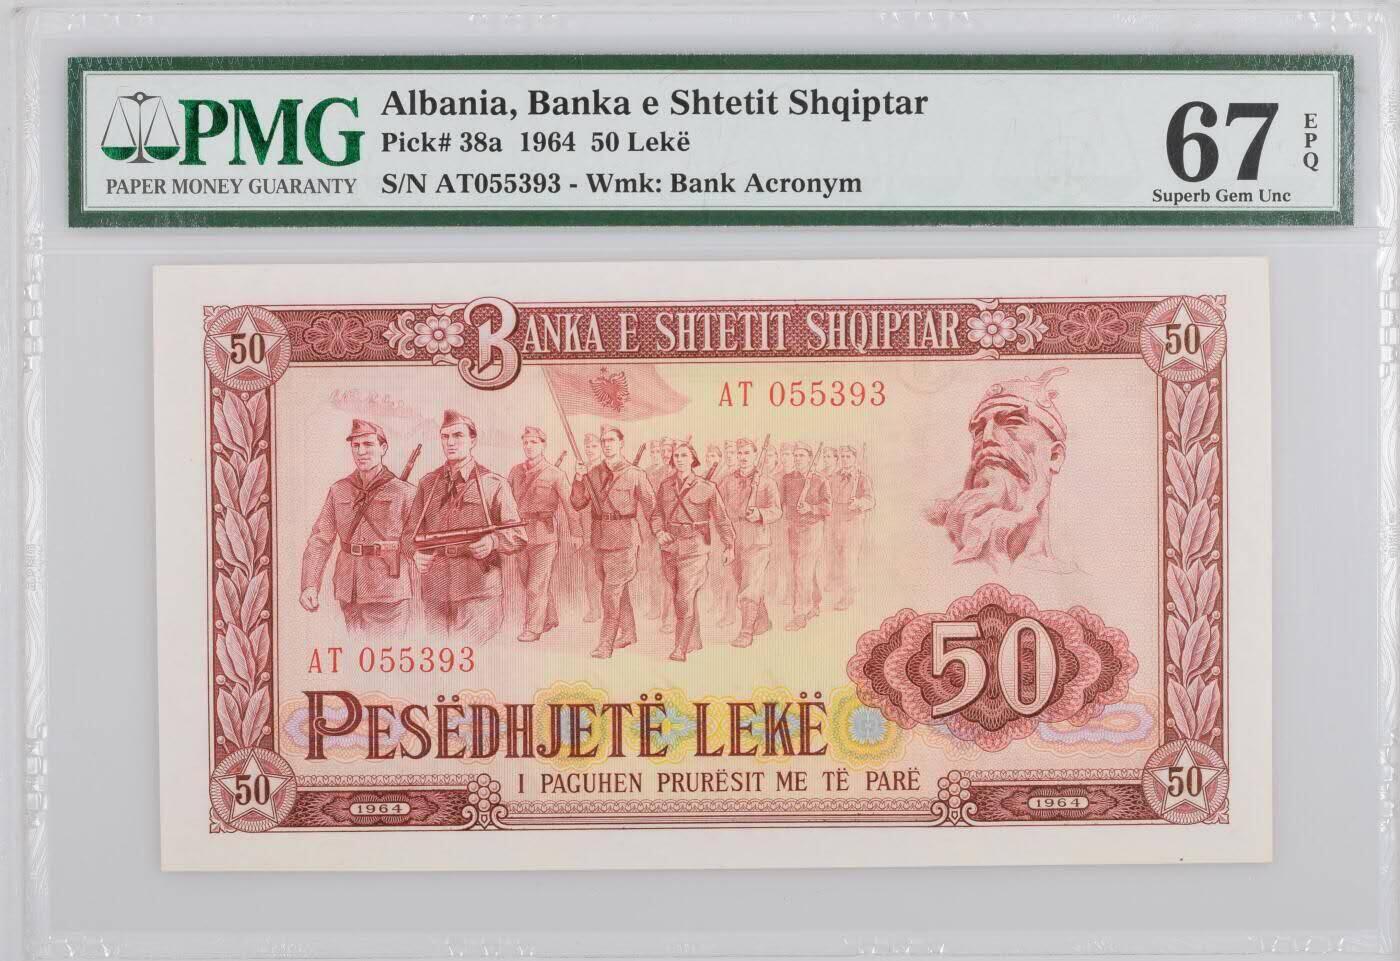 PMG
PAPER MONEY GUARANTY
Albania, Banka e Shtetit Shqiptar
Pick# 38a 1964 50 Lekë
S/N AT055393 - Wmk: Bank Acronym
67
EPQ
Superb Gem Unc
50
BANKA E SHTETIT SHQIPTAR
50
AT 055393
AT 055393
50
PESËDHJETË LEKË
I PAGUHEN PRURËSIT ME TË PARË
50
1964
1964
50